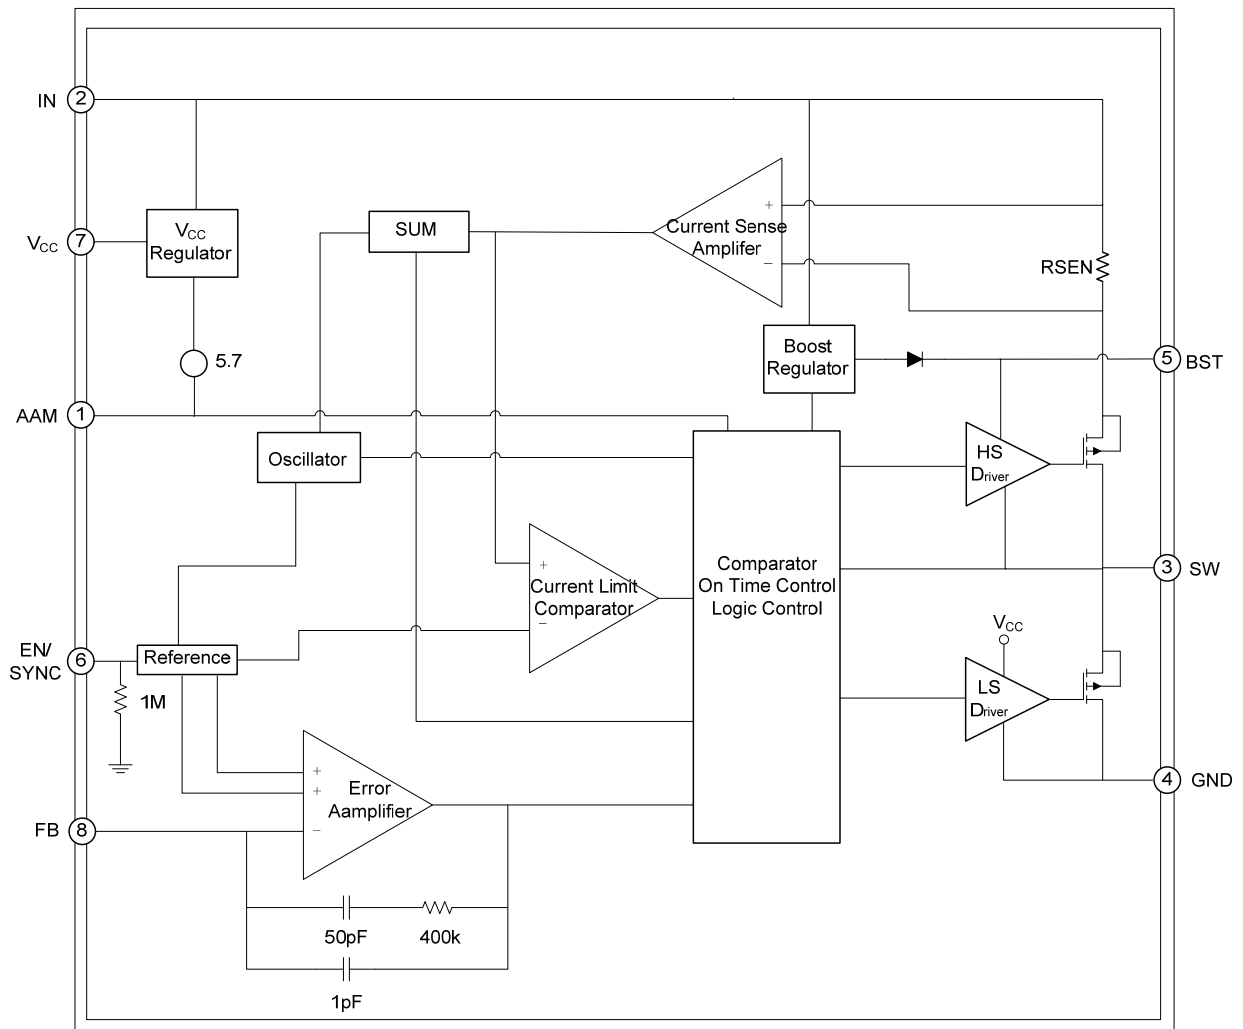 IN
2
VCC
Regulator
VCC
7
SUM
Current Sense
Amplifer
+
−
RSEN
5.7
Boost
Regulator
5
BST
AAM
1
Oscillator
HS
Driver
Comparator
On Time Control
Logic Control
+
Current Limit
Comparator
−
3
SW
EN/
SYNC
6
Reference
1M
VCC
LS
Driver
+
+
−
Error
Aamplifier
4
GND
FB
8
50pF
400k
1pF